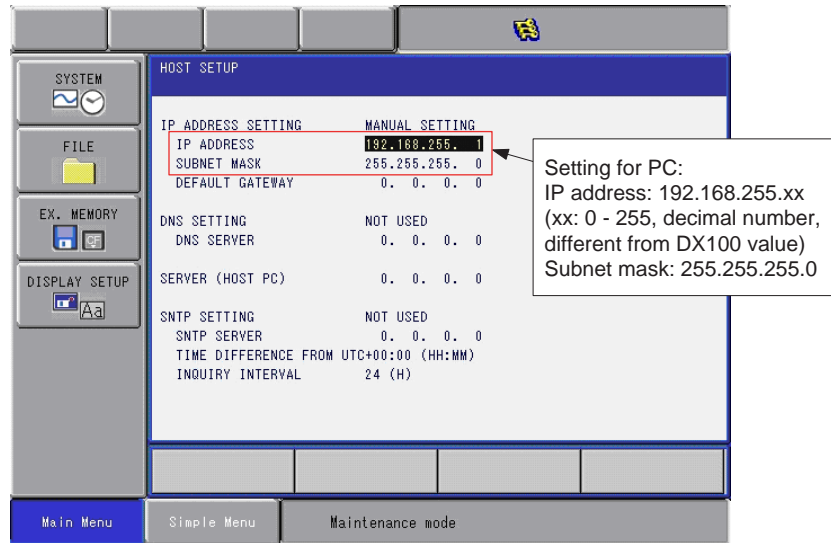 HOST SETUP
SYSTEM
FILE
EX. MEMORY
CF
DISPLAY SETUP
Aa
IP ADDRESS SETTING MANUAL SETTING
IP ADDRESS 192.168.255. 1
SUBNET MASK 255.255.255. 0
DEFAULT GATEWAY 0. 0. 0. 0
DNS SETTING NOT USED
DNS SERVER 0. 0. 0. 0
SERVER (HOST PC) 0. 0. 0. 0
SNTP SETTING NOT USED
SNTP SERVER 0. 0. 0. 0
TIME DIFFERENCE FROM UTC+00:00 (HH:MM)
INQUIRY INTERVAL 24 (H)
Setting for PC:
IP address: 192.168.255.xx
(xx: 0 - 255, decimal number,
different from DX100 value)
Subnet mask: 255.255.255.0
Main Menu
Simple Menu
Maintenance mode